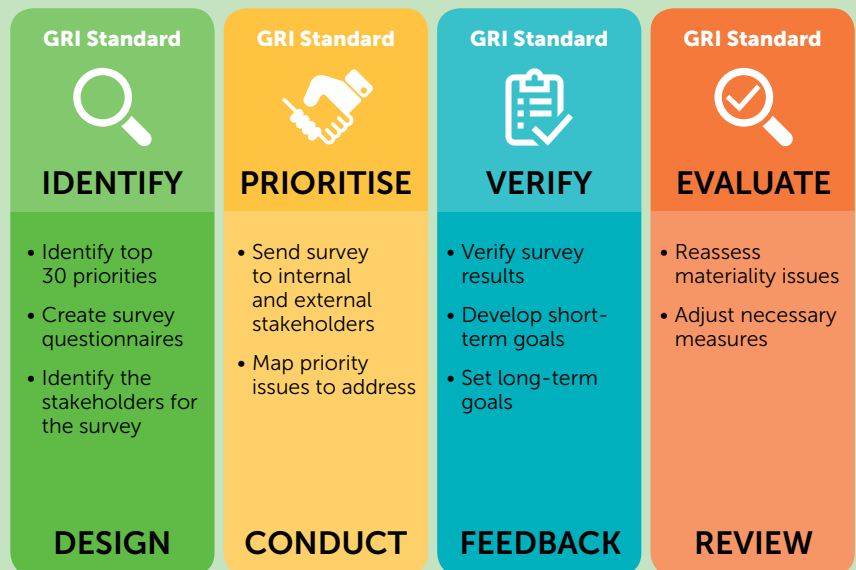 GRI Standard
IDENTIFY
• Identify top
30 priorities
• Create survey
questionnaires
• Identify the
stakeholders for
the survey
DESIGN
GRI Standard
PRIORITISE
• Send survey
to internal
and external
stakeholders
• Map priority
issues to address
CONDUCT
GRI Standard
VERIFY
• Verify survey
results
• Develop short-
term goals
• Set long-term
goals
FEEDBACK
GRI Standard
EVALUATE
• Reassess
materiality issues
• Adjust necessary
measures
REVIEW